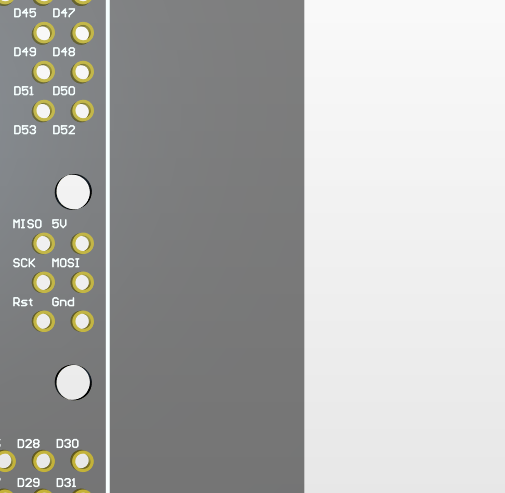 D45 D47
D49 D48
D51 D50
D53 D52
MISO 5V
SCK MOSI
Rst Gnd
D28 D30
D29 D31